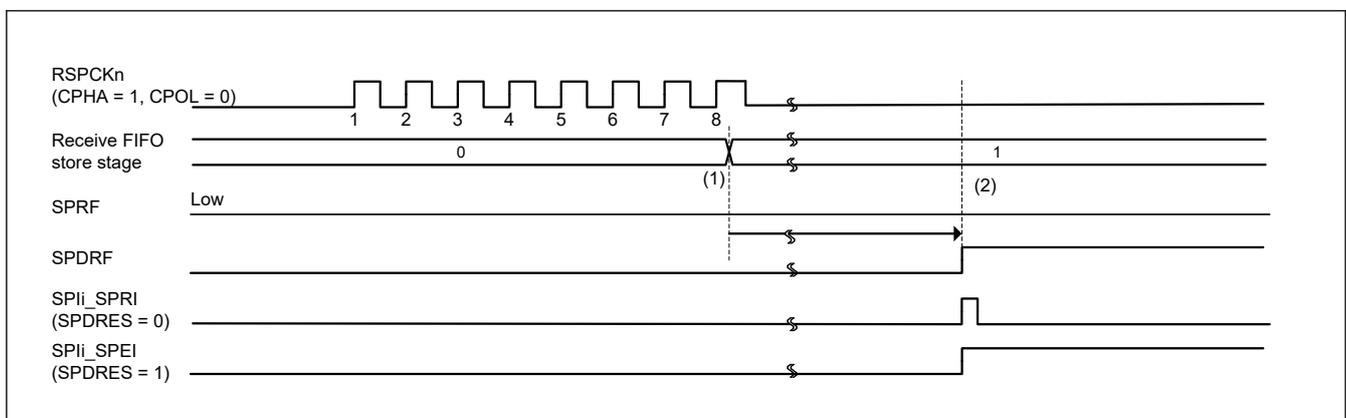 RSPCKn
(CPHA = 1, CPOL = 0)
1 2 3 4 5 6 7 8
Receive FIFO
store stage
0
1
(1)
(2)
SPRF
Low
SPDRF
SPIi_SPRI
(SPDRES = 0)
SPIi_SPEI
(SPDRES = 1)